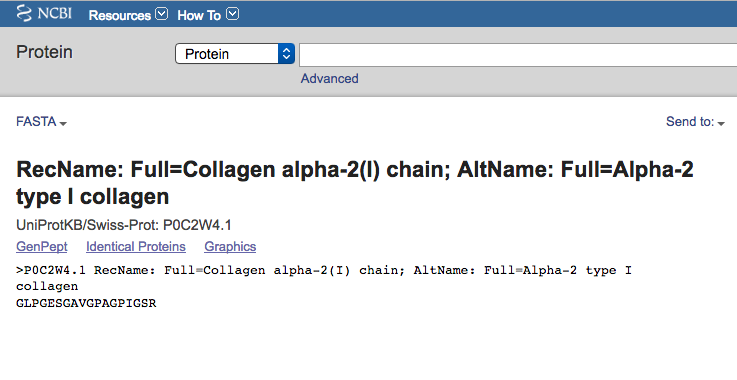 NCBI Resources How To
Protein Protein
Advanced
FASTA Send to:
RecName: Full=Collagen alpha-2(I) chain; AltName: Full=Alpha-2
type I collagen
UniProtKB/Swiss-Prot: P0C2W4.1
GenPept Identical Proteins Graphics
>P0C2W4.1 RecName: Full=Collagen alpha-2(I) chain; AltName: Full=Alpha-2 type I
collagen
GLPGESGAVGPAGPIGSR